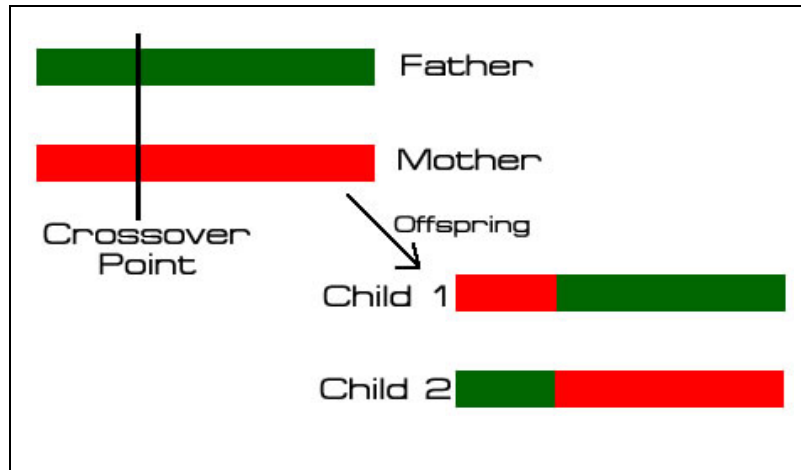 Father
Mother
Crossover
Point
Offspring
Child 1
Child 2